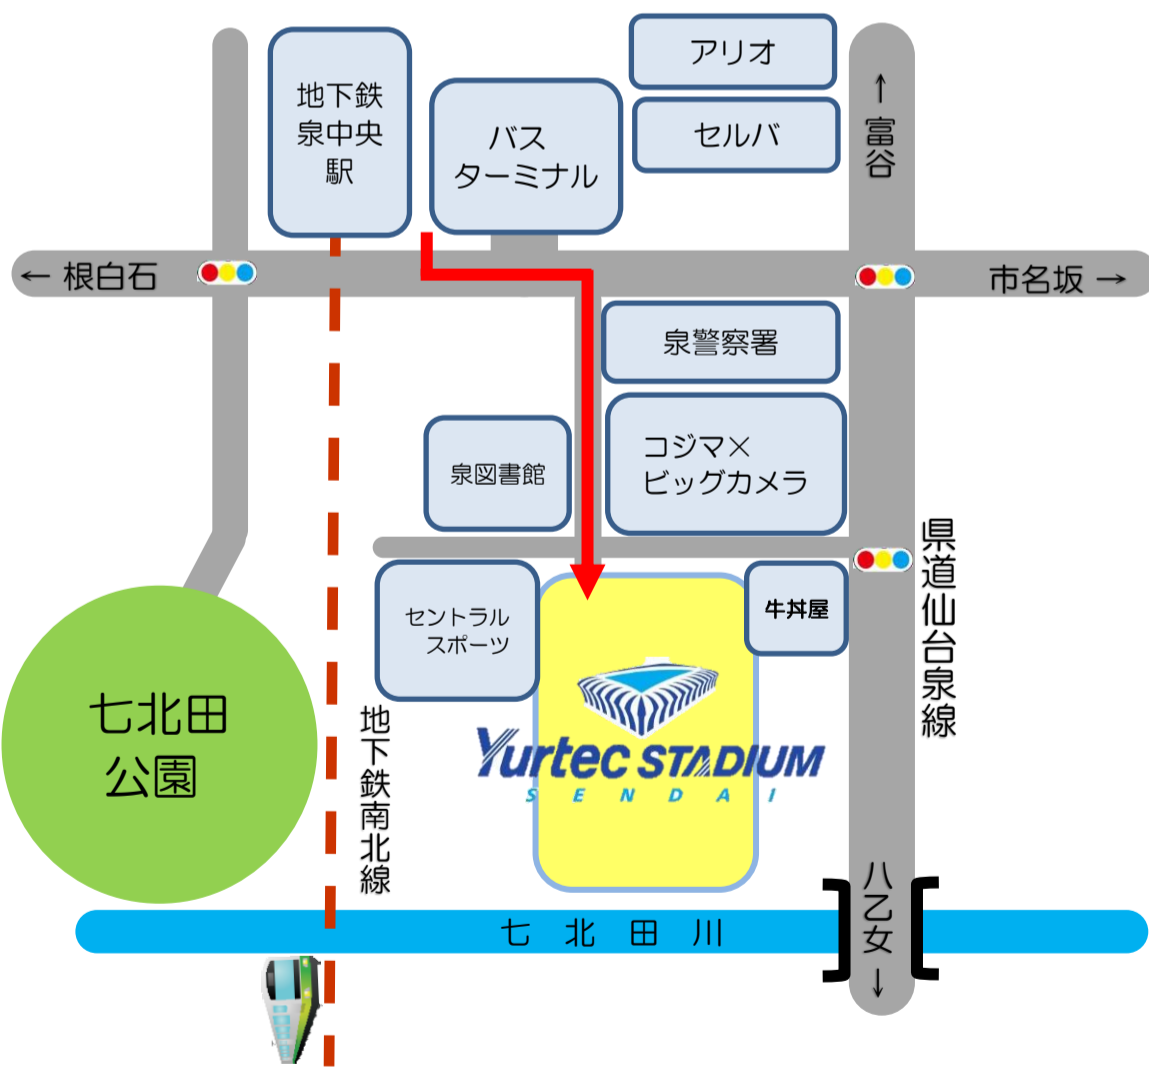 アリオ
地下鉄
泉中央
駅
バス
ターミナル
セルバ
↑
富谷
← 根白石
市名坂 →
泉警察署
コジマ×
ビッグカメラ
泉図書館
県道仙台泉線
セントラル
スポーツ
牛丼屋
七北田
公園
地下鉄南北線
Yurtec STADIUM
SENDAI
八乙女
↓
七北田川